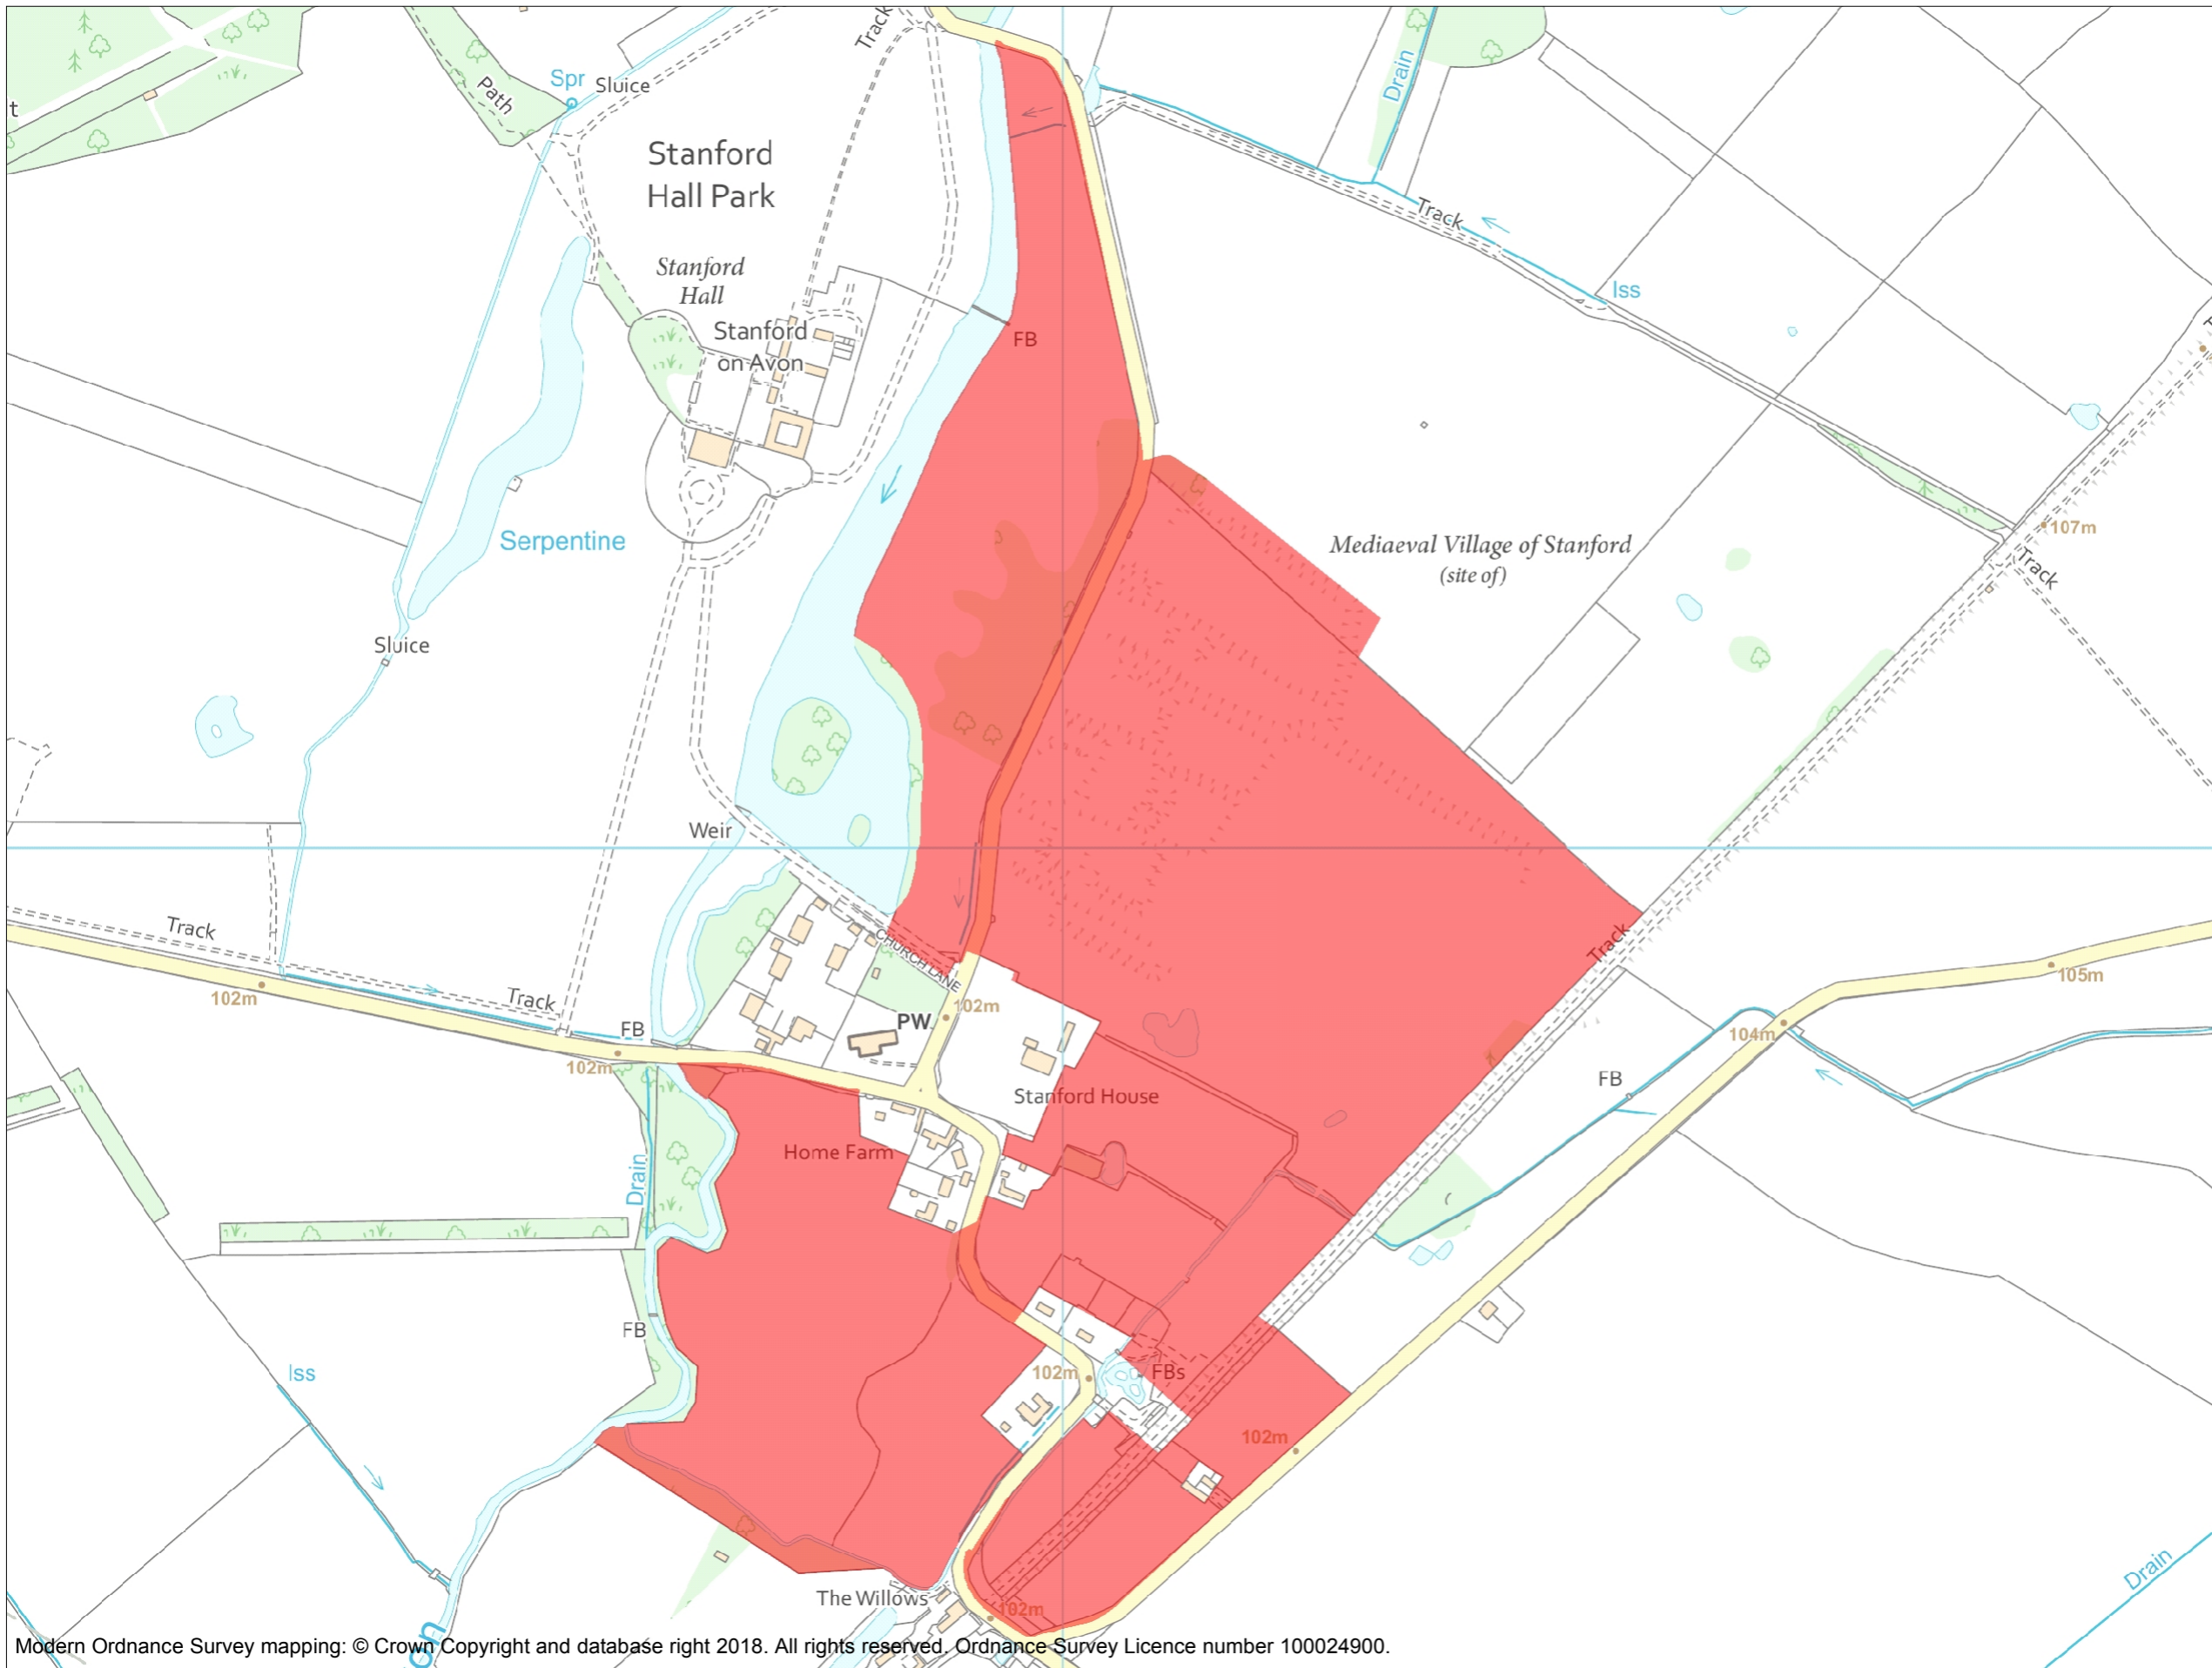 Track
Path
Spr
Sluice
t
Drain
Stanford
Hall Park
Track
Stanford
Hall
Iss
Stanford
on Avon
FB
Serpentine
Mediaeval Village of Stanford
(site of)
107m
Track
Sluice
Weir
Track
CHURCH LANE
Track
102m
Track
102m
105m
PW
FB
102m
104m
FB
Stanford House
Home Farm
Drain
FB
Iss
102m
FBs
102m
Drain
The Willows
102m
on
Modern Ordnance Survey mapping: © Crown Copyright and database right 2018. All rights reserved. Ordnance Survey Licence number 100024900.